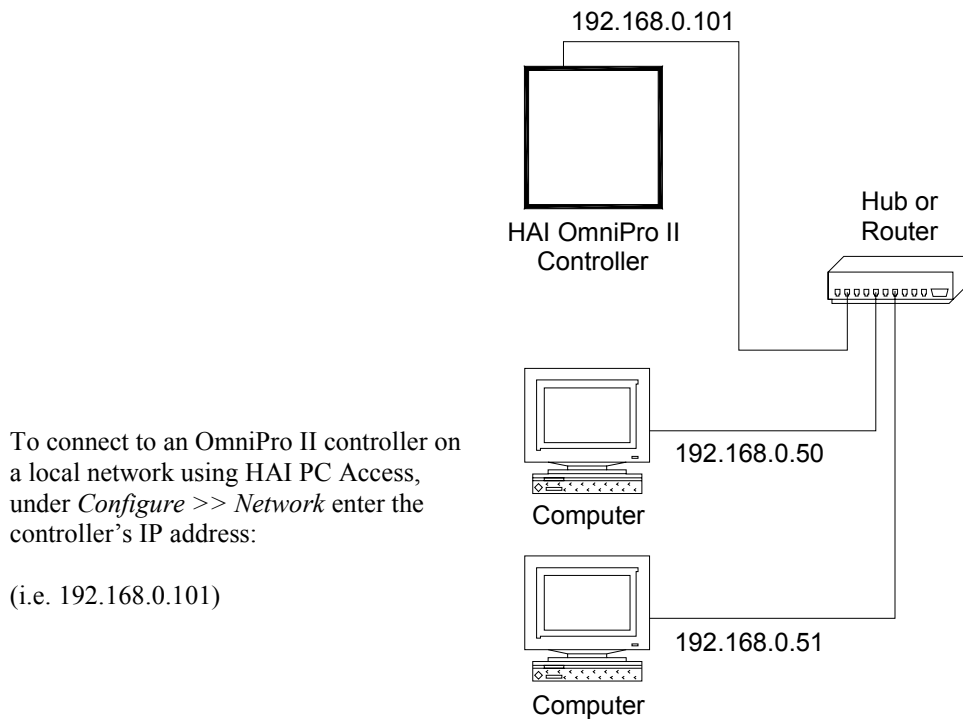 192.168.0.101
HAI OmniPro II
Controller
Hub or
Router
192.168.0.50
Computer
To connect to an OmniPro II controller on
a local network using HAI PC Access,
under Configure >> Network enter the
controller’s IP address:
(i.e. 192.168.0.101)
192.168.0.51
Computer